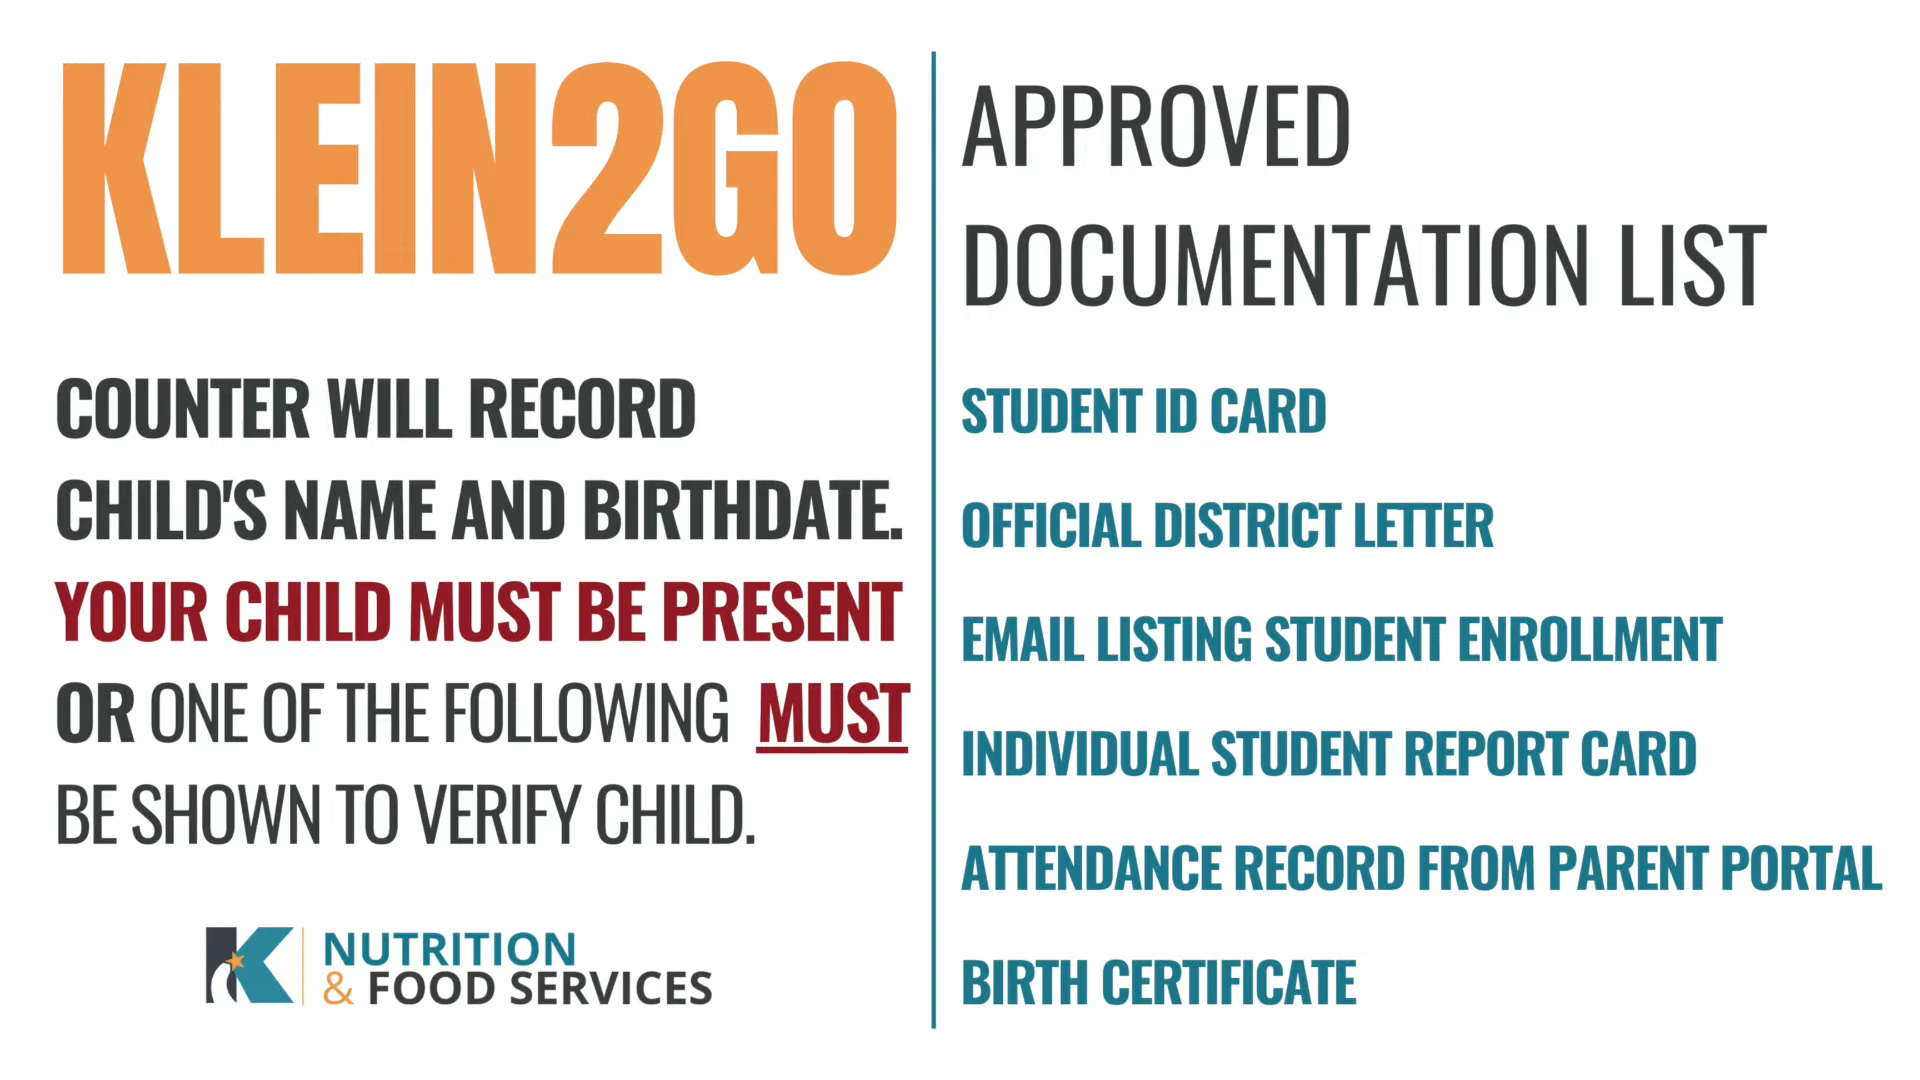 KLEIN2GO
COUNTER WILL RECORD
CHILD'S NAME AND BIRTHDATE.
YOUR CHILD MUST BE PRESENT
OR ONE OF THE FOLLOWING MUST
BE SHOWN TO VERIFY CHILD.
NUTRITION
& FOOD SERVICES
APPROVED
DOCUMENTATION LIST
STUDENT ID CARD
OFFICIAL DISTRICT LETTER
EMAIL LISTING STUDENT ENROLLMENT
INDIVIDUAL STUDENT REPORT CARD
ATTENDANCE RECORD FROM PARENT PORTAL
BIRTH CERTIFICATE